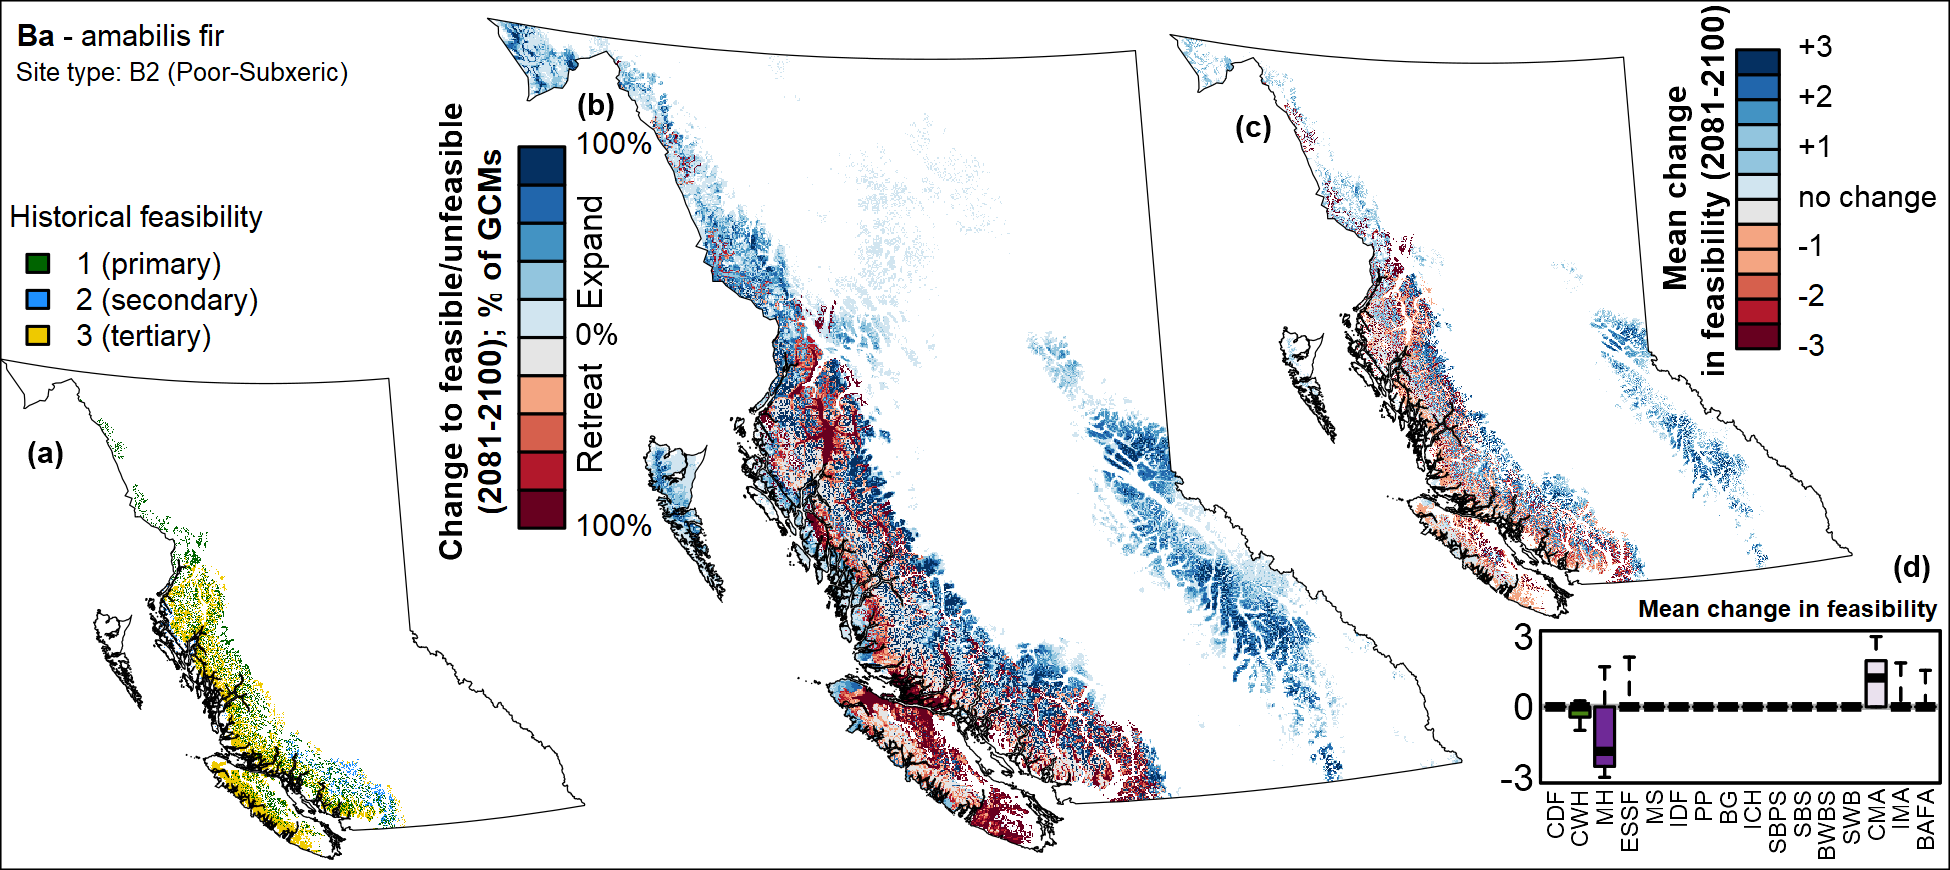 Ba - amabilis fir
Site type: B2 (Poor-Subxeric)
Historical feasibility
1 (primary)
2 (secondary)
3 (tertiary)
(a)
(b)
Change to feasible/unfeasible
(2081-2100); % of GCMs
100%
Expand
0%
Retreat
100%
(c)
Mean change
in feasibility (2081-2100)
+3
+2
+1
no change
-1
-2
-3
(d)
Mean change in feasibility
3
0
-3
CDF
CWH
MH
ESSF
MS
IDF
PP
BG
ICH
SBPS
SBS
BWBS
SWB
CMA
IMA
BAFA